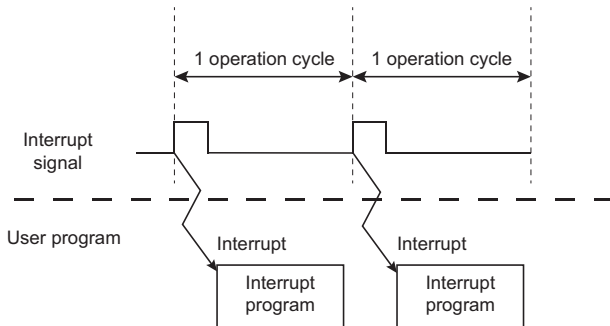 1 operation cycle
1 operation cycle
Interrupt
signal
User program
Interrupt
Interrupt
Interrupt
program
Interrupt
program